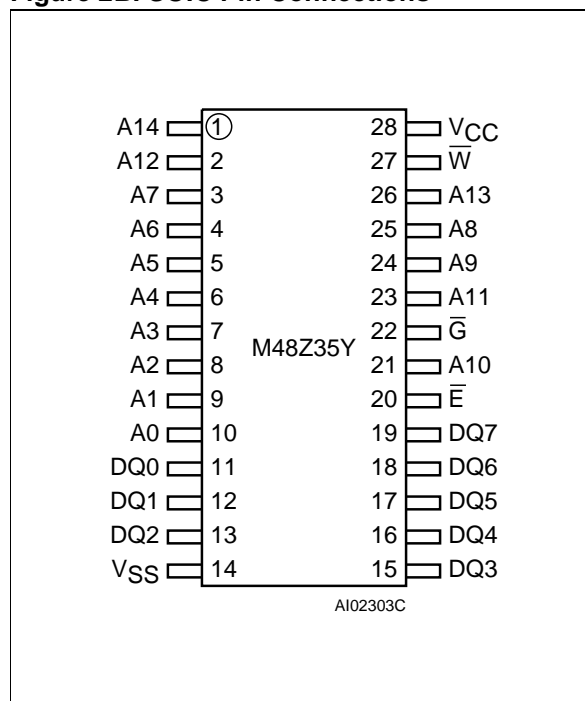 Figure 2B. SOIC Pin Connections
A14 1 28 VCC
A12 2 27 W̅
A7 3 26 A13
A6 4 25 A8
A5 5 24 A9
A4 6 23 A11
A3 7 22 G̅
M48Z35Y
A2 8 21 A10
A1 9 20 E̅
A0 10 19 DQ7
DQ0 11 18 DQ6
DQ1 12 17 DQ5
DQ2 13 16 DQ4
VSS 14 15 DQ3
AI02303C